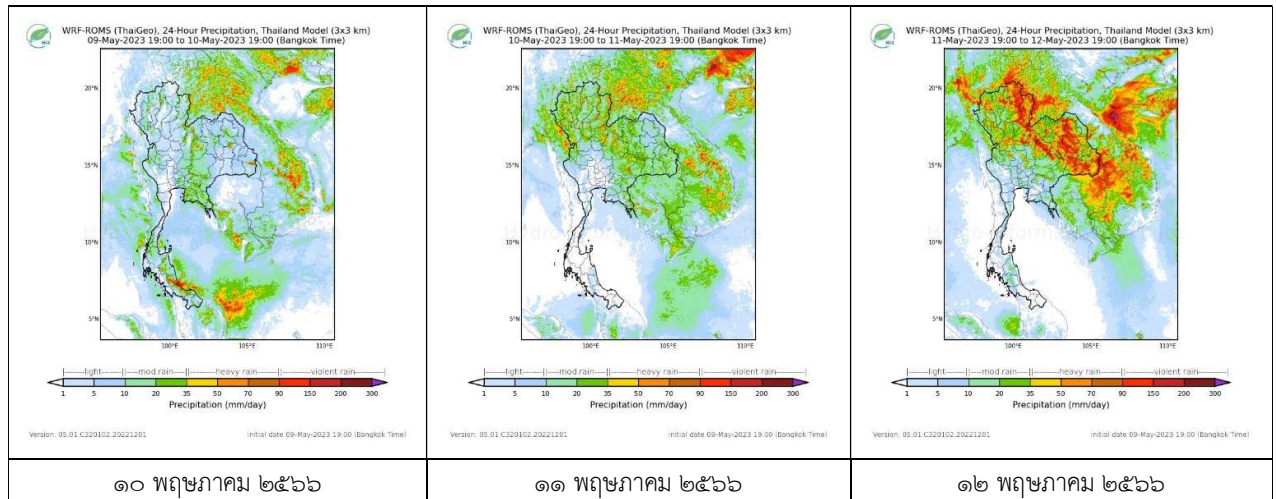 WRF-ROMS (ThaiGeo), 24-Hour Precipitation, Thailand Model (3x3 km)
09-May-2023 19:00 to 10-May-2023 19:00 (Bangkok Time)
20°N
15°N
10°N
5°N
100°E 105°E 110°E
|-------light-------||----mod rain----||------heavy rain------||---------violent rain---------|
1 5 10 20 35 50 70 90 150 200 300
Precipitation (mm/day)
Version: 05.01.C320102.20221201 initial date 09-May-2023 19:00 (Bangkok Time)
๑๐ พฤษภาคม ๒๕๖๖
WRF-ROMS (ThaiGeo), 24-Hour Precipitation, Thailand Model (3x3 km)
10-May-2023 19:00 to 11-May-2023 19:00 (Bangkok Time)
20°N
15°N
10°N
5°N
100°E 105°E 110°E
|-------light-------||----mod rain----||------heavy rain------||---------violent rain---------|
1 5 10 20 35 50 70 90 150 200 300
Precipitation (mm/day)
Version: 05.01.C320102.20221201 initial date 09-May-2023 19:00 (Bangkok Time)
๑๑ พฤษภาคม ๒๕๖๖
WRF-ROMS (ThaiGeo), 24-Hour Precipitation, Thailand Model (3x3 km)
11-May-2023 19:00 to 12-May-2023 19:00 (Bangkok Time)
20°N
15°N
10°N
5°N
100°E 105°E 110°E
|-------light-------||----mod rain----||------heavy rain------||---------violent rain---------|
1 5 10 20 35 50 70 90 150 200 300
Precipitation (mm/day)
Version: 05.01.C320102.20221201 initial date 09-May-2023 19:00 (Bangkok Time)
๑๒ พฤษภาคม ๒๕๖๖